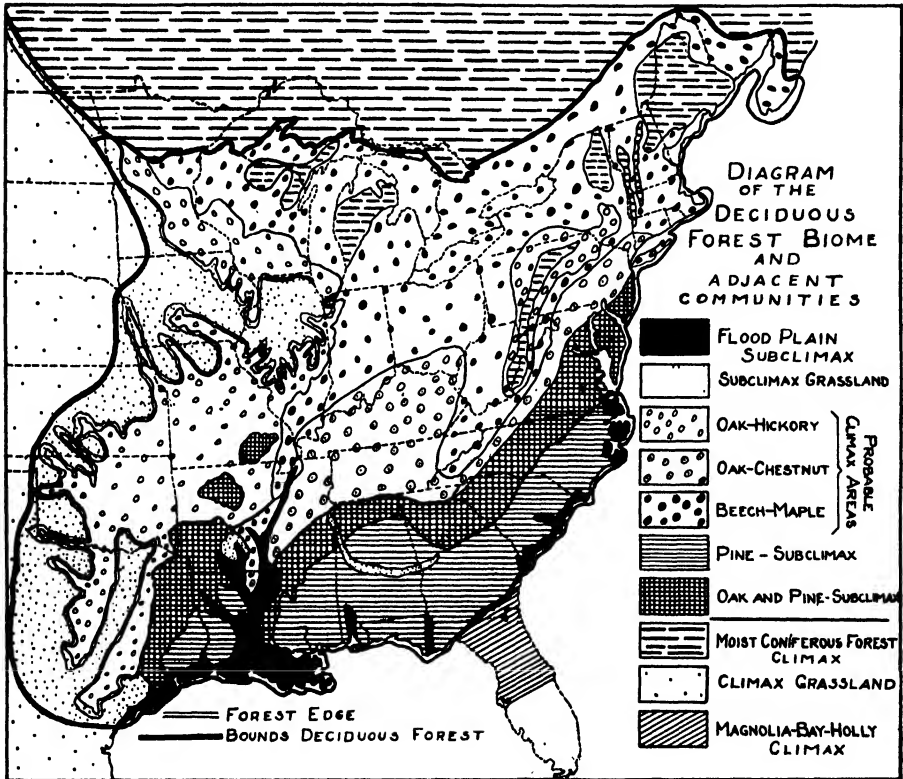 DIAGRAM
OF THE
DECIDUOUS
FOREST BIOME
AND
ADJACENT
COMMUNITIES
FLOOD PLAIN
SUBCLIMAX
SUBCLIMAX GRASSLAND
OAK-HICKORY
OAK-CHESTNUT
BEECH-MAPLE
PROBABLE
CLIMAX AREAS
PINE-SUBCLIMAX
OAK AND PINE-SUBCLIMAX
MOIST CONIFEROUS FOREST
CLIMAX
CLIMAX GRASSLAND
MAGNOLIA-BAY-HOLLY
CLIMAX
FOREST EDGE
BOUNDS DECIDUOUS FOREST